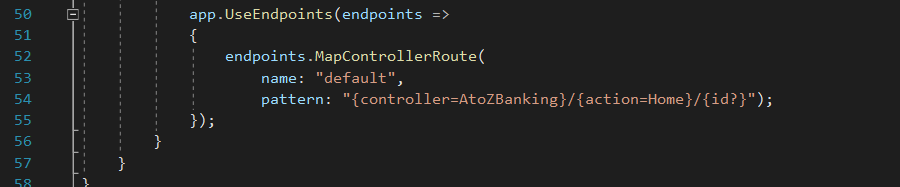 50 app.UseEndpoints(endpoints =>
51 {
52 endpoints.MapControllerRoute(
53 name: "default",
54 pattern: "{controller=AtoZBanking}/{action=Home}/{id?}");
55 });
56 }
57 }
58 }